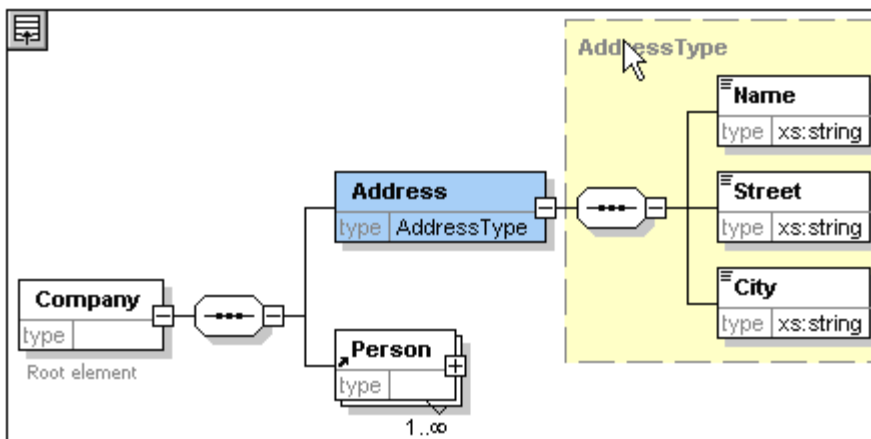 AddressType
Name
type xs:string
Address
type AddressType
Street
type xs:string
Company
type
Root element
City
type xs:string
Person
type
1..∞